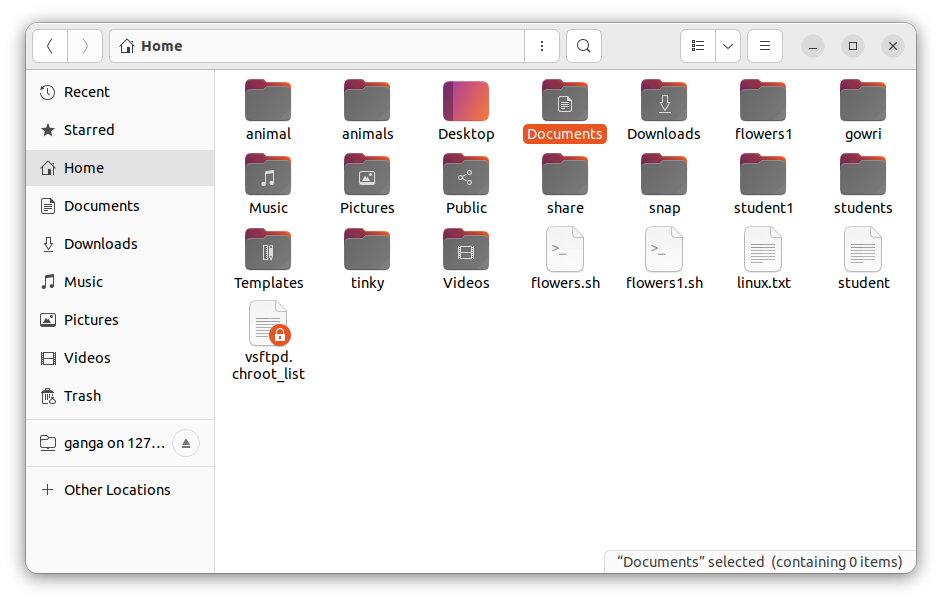 Home
Recent
Starred
Home
Documents
Downloads
Music
Pictures
Videos
Trash
ganga on 127...
Other Locations
animal animals Desktop Documents Downloads flowers1 gowri
Music Pictures Public share snap student1 students
Templates tinky Videos flowers.sh flowers1.sh linux.txt student
vsftpd.
chroot_list
“Documents” selected (containing 0 items)